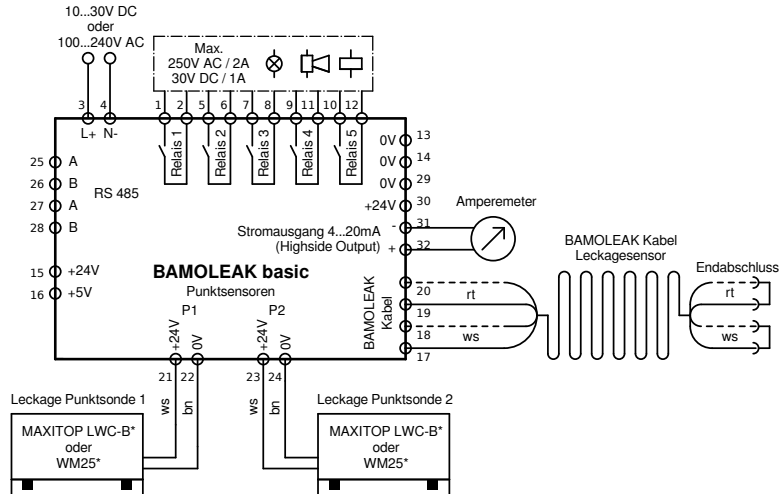 10...30V DC
oder
100...240V AC
Max.
250V AC / 2A
30V DC / 1A
3 4 1 2 5 6 7 8 9 11 10 12
L+ N-
Relais 1
Relais 2
Relais 3
Relais 4
Relais 5
0V 13
0V 14
0V 29
+24V 30
25 A
26 B
27 A
28 B
RS 485
Amperemeter
Stromausgang 4...20mA - 31
(Highside Output) + 32
15 +24V
16 +5V
BAMOLEAK basic
Punktsensoren
P1 P2
+24V 0V +24V 0V
BAMOLEAK
Kabel
20
19
18
17
rt
ws
BAMOLEAK Kabel
Leckagesensor
Endabschluss
rt
ws
21 22 23 24
ws bn ws bn
Leckage Punktsonde 1
MAXITOP LWC-B*
oder
WM25*
Leckage Punktsonde 2
MAXITOP LWC-B*
oder
WM25*